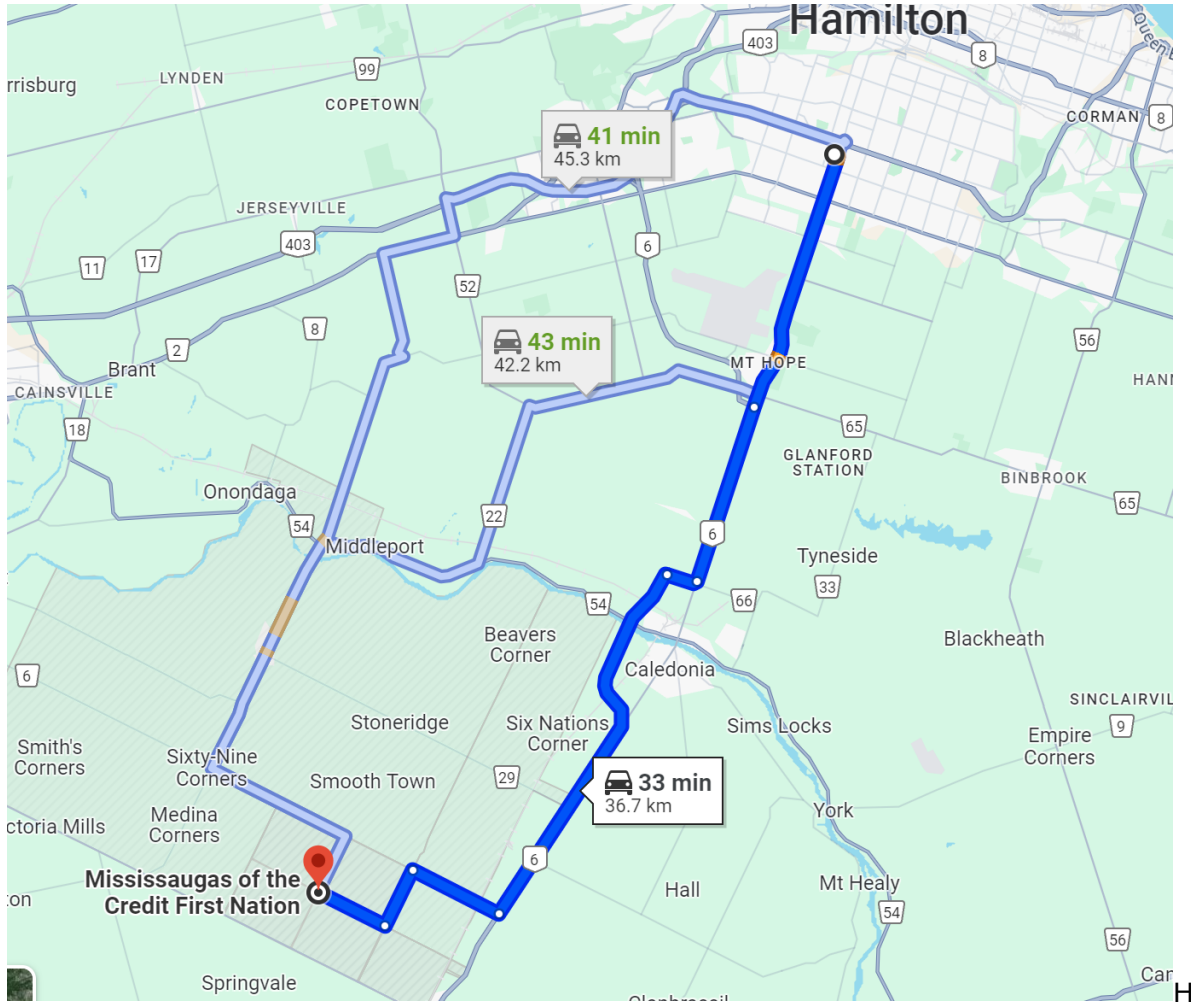 Hamilton
403
8
Queen E
rrisburg
LYNDEN
99
COPETOWN
CORMAN
8
41 min
45.3 km
JERSEYVILLE
403
6
11
17
52
8
56
43 min
42.2 km
2
Brant
MT HOPE
HANN
CAINSVILLE
18
65
GLANFORD
STATION
BINBROOK
65
Onondaga
54
22
6
Middleport
Tyneside
33
54
66
Beavers
Corner
Blackheath
Caledonia
6
SINCLAIRVIL
9
Stoneridge
Six Nations
Corner
Sims Locks
Empire
Corners
Smith's
Corners
Sixty-Nine
Corners
Smooth Town
29
33 min
36.7 km
York
Medina
Corners
ctoria Mills
6
Mississaugas of the
Credit First Nation
Hall
Mt Healy
54
on
56
Springvale
Car
H